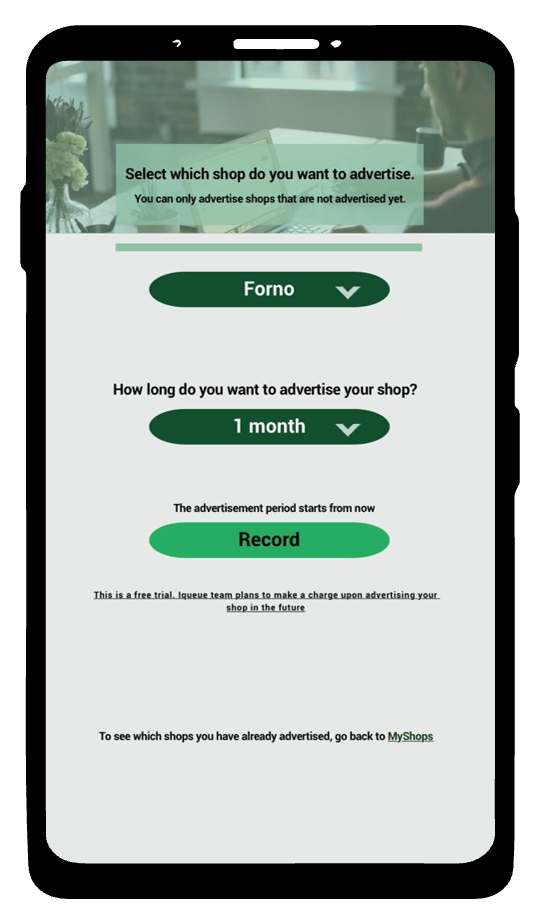 Select which shop do you want to advertise.
You can only advertise shops that are not advertised yet.
Forno
How long do you want to advertise your shop?
1 month
The advertisement period starts from now
Record
This is a free trial. Iqueue team plans to make a charge upon advertising your
shop in the future
To see which shops you have already advertised, go back to MyShops